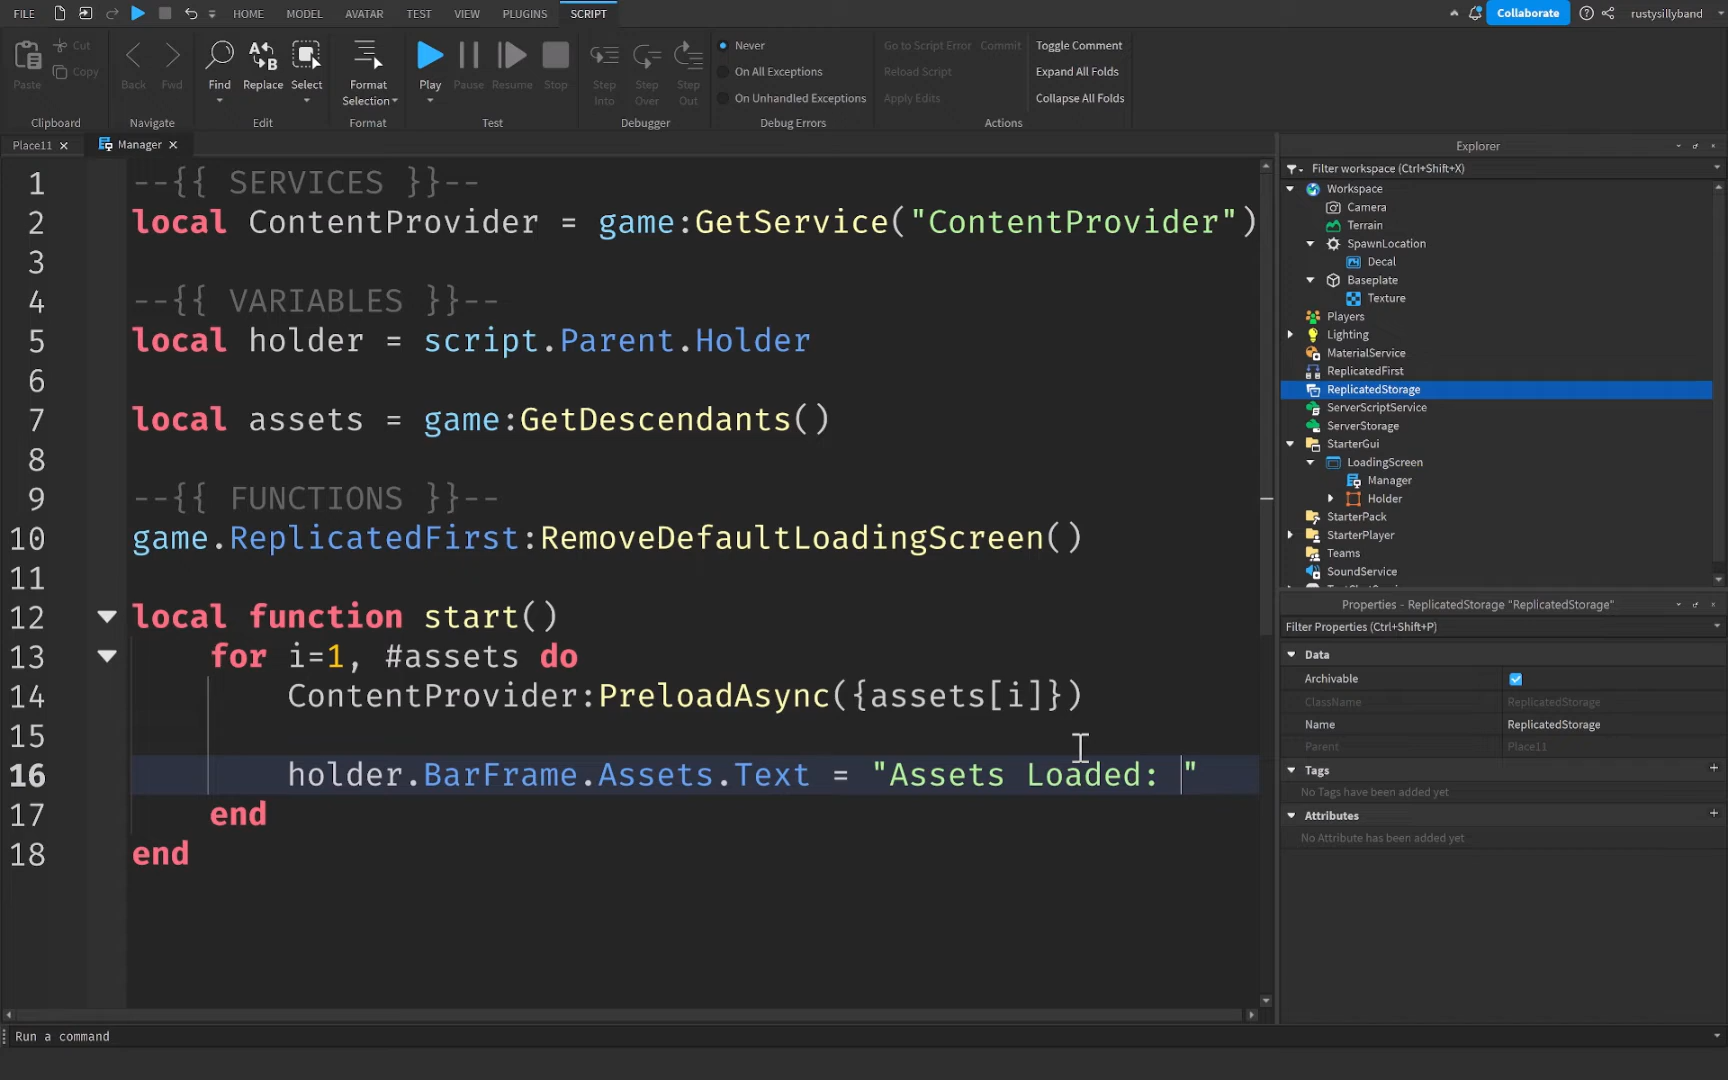 FILE HOME MODEL AVATAR TEST VIEW PLUGINS SCRIPT Collaborate rustysillyband
Paste Cut Copy Back Fwd Find Replace Select Format Selection Play Pause Resume Stop Step Into Step Over Step Out
Never
On All Exceptions
On Unhandled Exceptions
Go to Script Error Commit
Reload Script
Apply Edits
Toggle Comment
Expand All Folds
Collapse All Folds
Clipboard Navigate Edit Format Test Debugger Debug Errors Actions
Place11 Manager
1 --{{ SERVICES }}--
2 local ContentProvider = game:GetService("ContentProvider")
3
4 --{{ VARIABLES }}--
5 local holder = script.Parent.Holder
6
7 local assets = game:GetDescendants()
8
9 --{{ FUNCTIONS }}--
10 game.ReplicatedFirst:RemoveDefaultLoadingScreen()
11
12 local function start()
13 for i=1, #assets do
14 ContentProvider:PreloadAsync({assets[i]})
15
16 holder.BarFrame.Assets.Text = "Assets Loaded: "
17 end
18 end
Explorer
Filter workspace (Ctrl+Shift+X)
Workspace
Camera
Terrain
SpawnLocation
Decal
Baseplate
Texture
Players
Lighting
MaterialService
ReplicatedFirst
ReplicatedStorage
ServerScriptService
ServerStorage
StarterGui
LoadingScreen
Manager
Holder
StarterPack
StarterPlayer
Teams
SoundService
Properties - ReplicatedStorage "ReplicatedStorage"
Filter Properties (Ctrl+Shift+P)
Data
Archivable
ClassName ReplicatedStorage
Name ReplicatedStorage
Parent Place11
Tags
No Tags have been added yet
Attributes
No Attribute has been added yet
Run a command